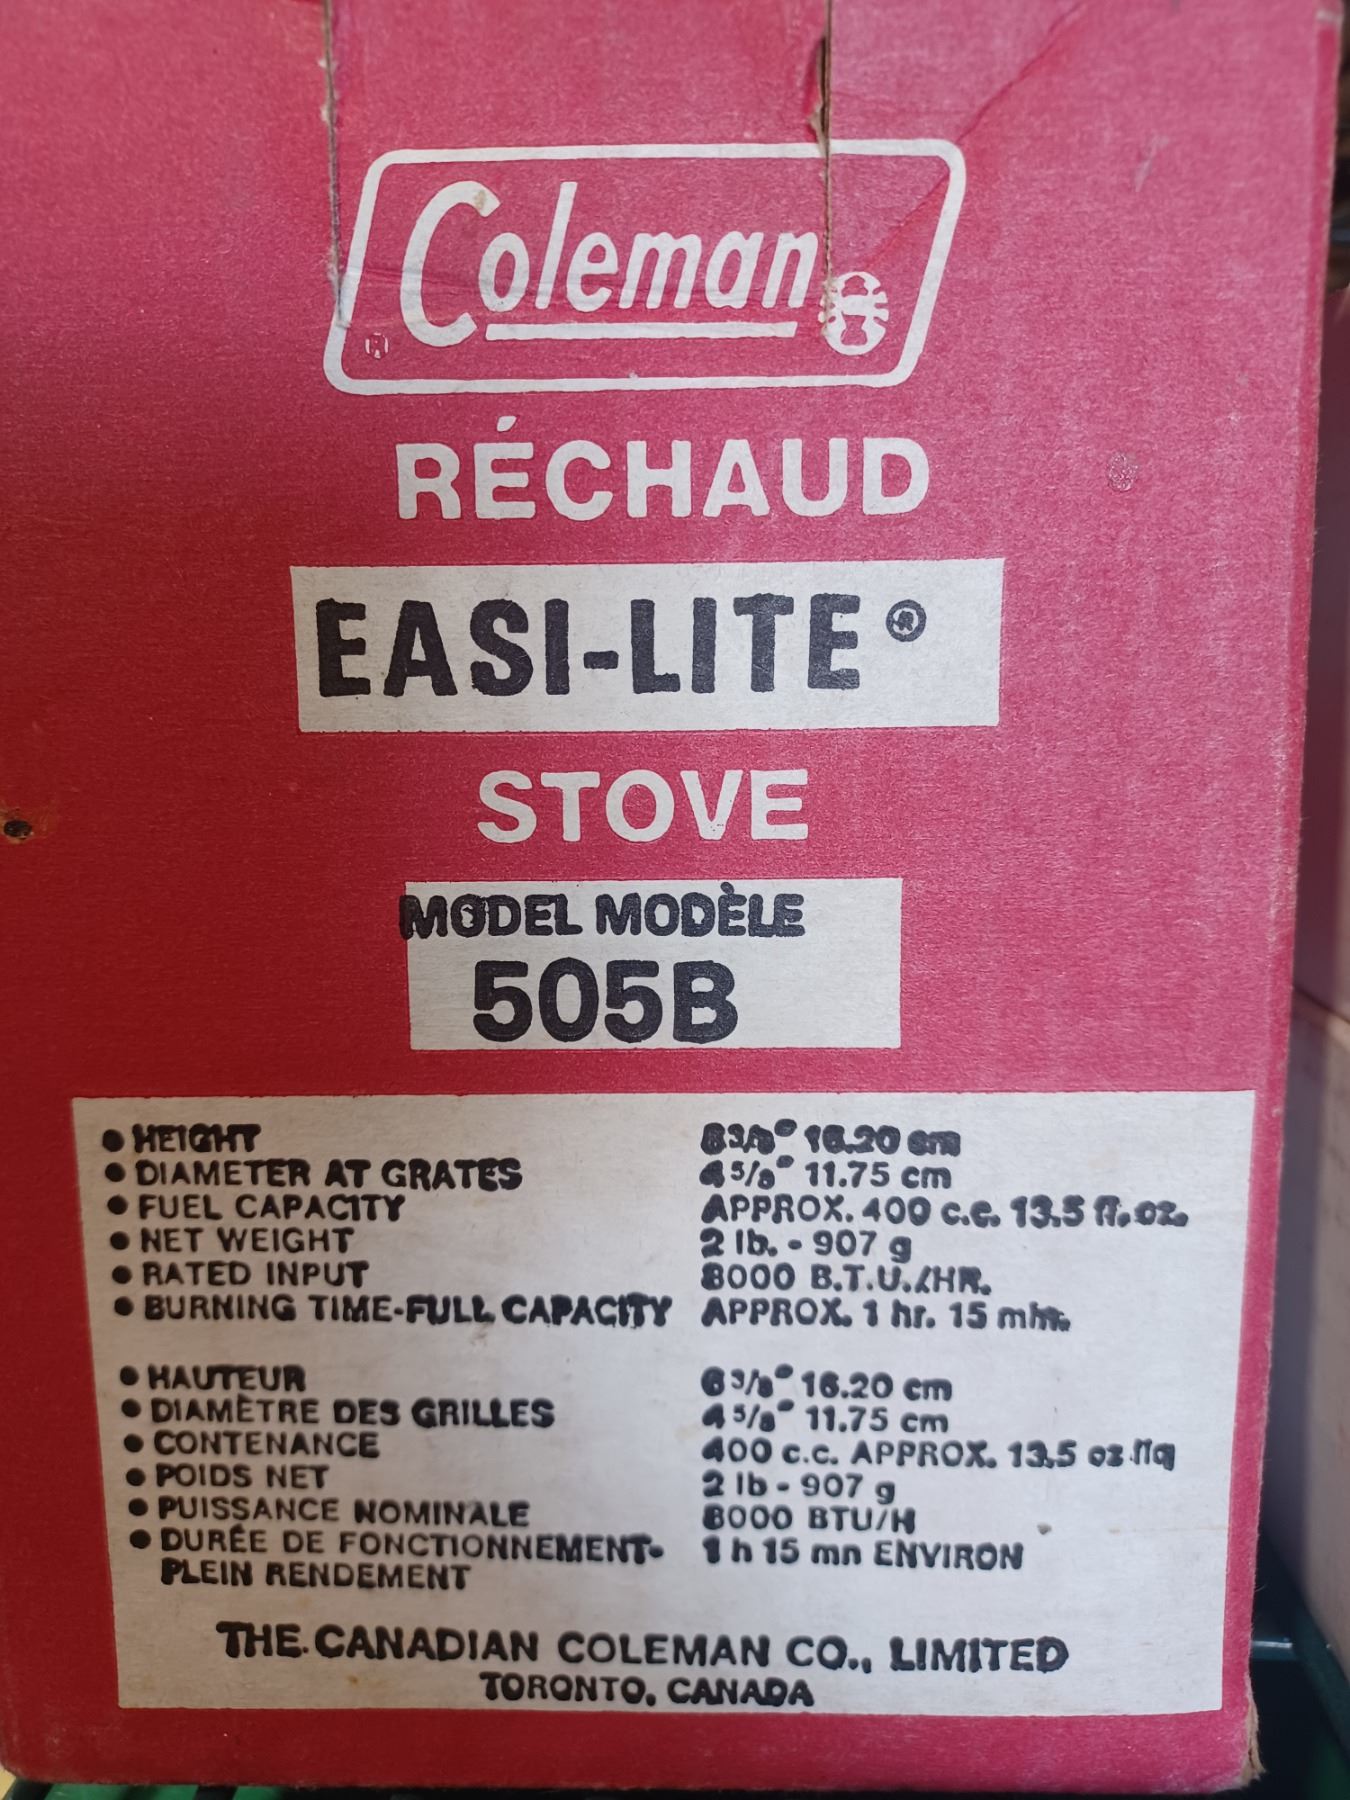 Coleman
RÉCHAUD
EASI-LITE®
STOVE
MODEL MODÈLE
505B
• HEIGHT 6 3/8" 16.20 cm
• DIAMETER AT GRATES 4 5/8" 11.75 cm
• FUEL CAPACITY APPROX. 400 c.c. 13.5 fl. oz.
• NET WEIGHT 2 lb. - 907 g
• RATED INPUT 8000 B.T.U./HR.
• BURNING TIME-FULL CAPACITY APPROX. 1 hr. 15 min.
• HAUTEUR 6 3/8" 16.20 cm
• DIAMÈTRE DES GRILLES 4 5/8" 11.75 cm
• CONTENANCE 400 c.c. APPROX. 13,5 oz liq
• POIDS NET 2 lb - 907 g
• PUISSANCE NOMINALE 8000 BTU/H
• DURÉE DE FONCTIONNEMENT- 1 h 15 mn ENVIRON
PLEIN RENDEMENT
THE CANADIAN COLEMAN CO., LIMITED
TORONTO, CANADA